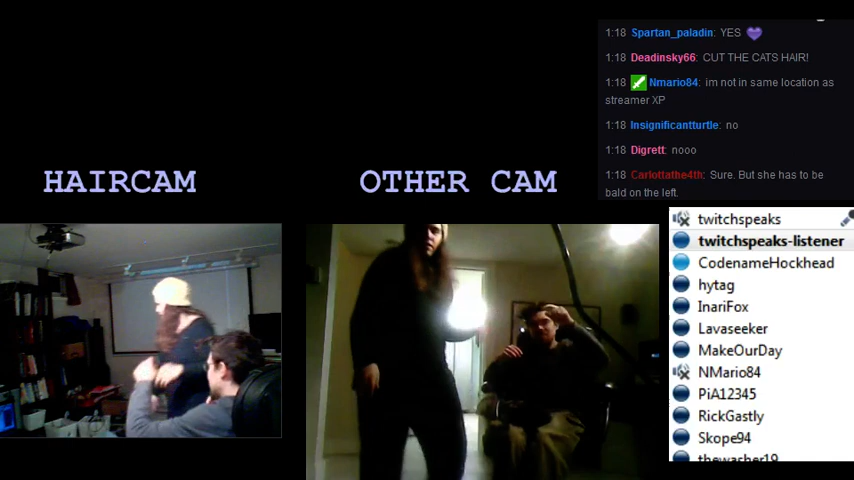 1:18 Spartan_paladin: YES
1:18 Deadinsky66: CUT THE CATS HAIR!
1:18 Nmario84: im not in same location as
streamer XP
1:18 Insignificantturtle: no
1:18 Digrett: nooo
1:18 Carlottathe4th: Sure. But she has to be
bald on the left.
HAIRCAM
OTHER CAM
twitchspeaks
twitchspeaks-listener
CodenameHockhead
hytag
InariFox
Lavaseeker
MakeOurDay
NMario84
PiA12345
RickGastly
Skope94
thewasher19